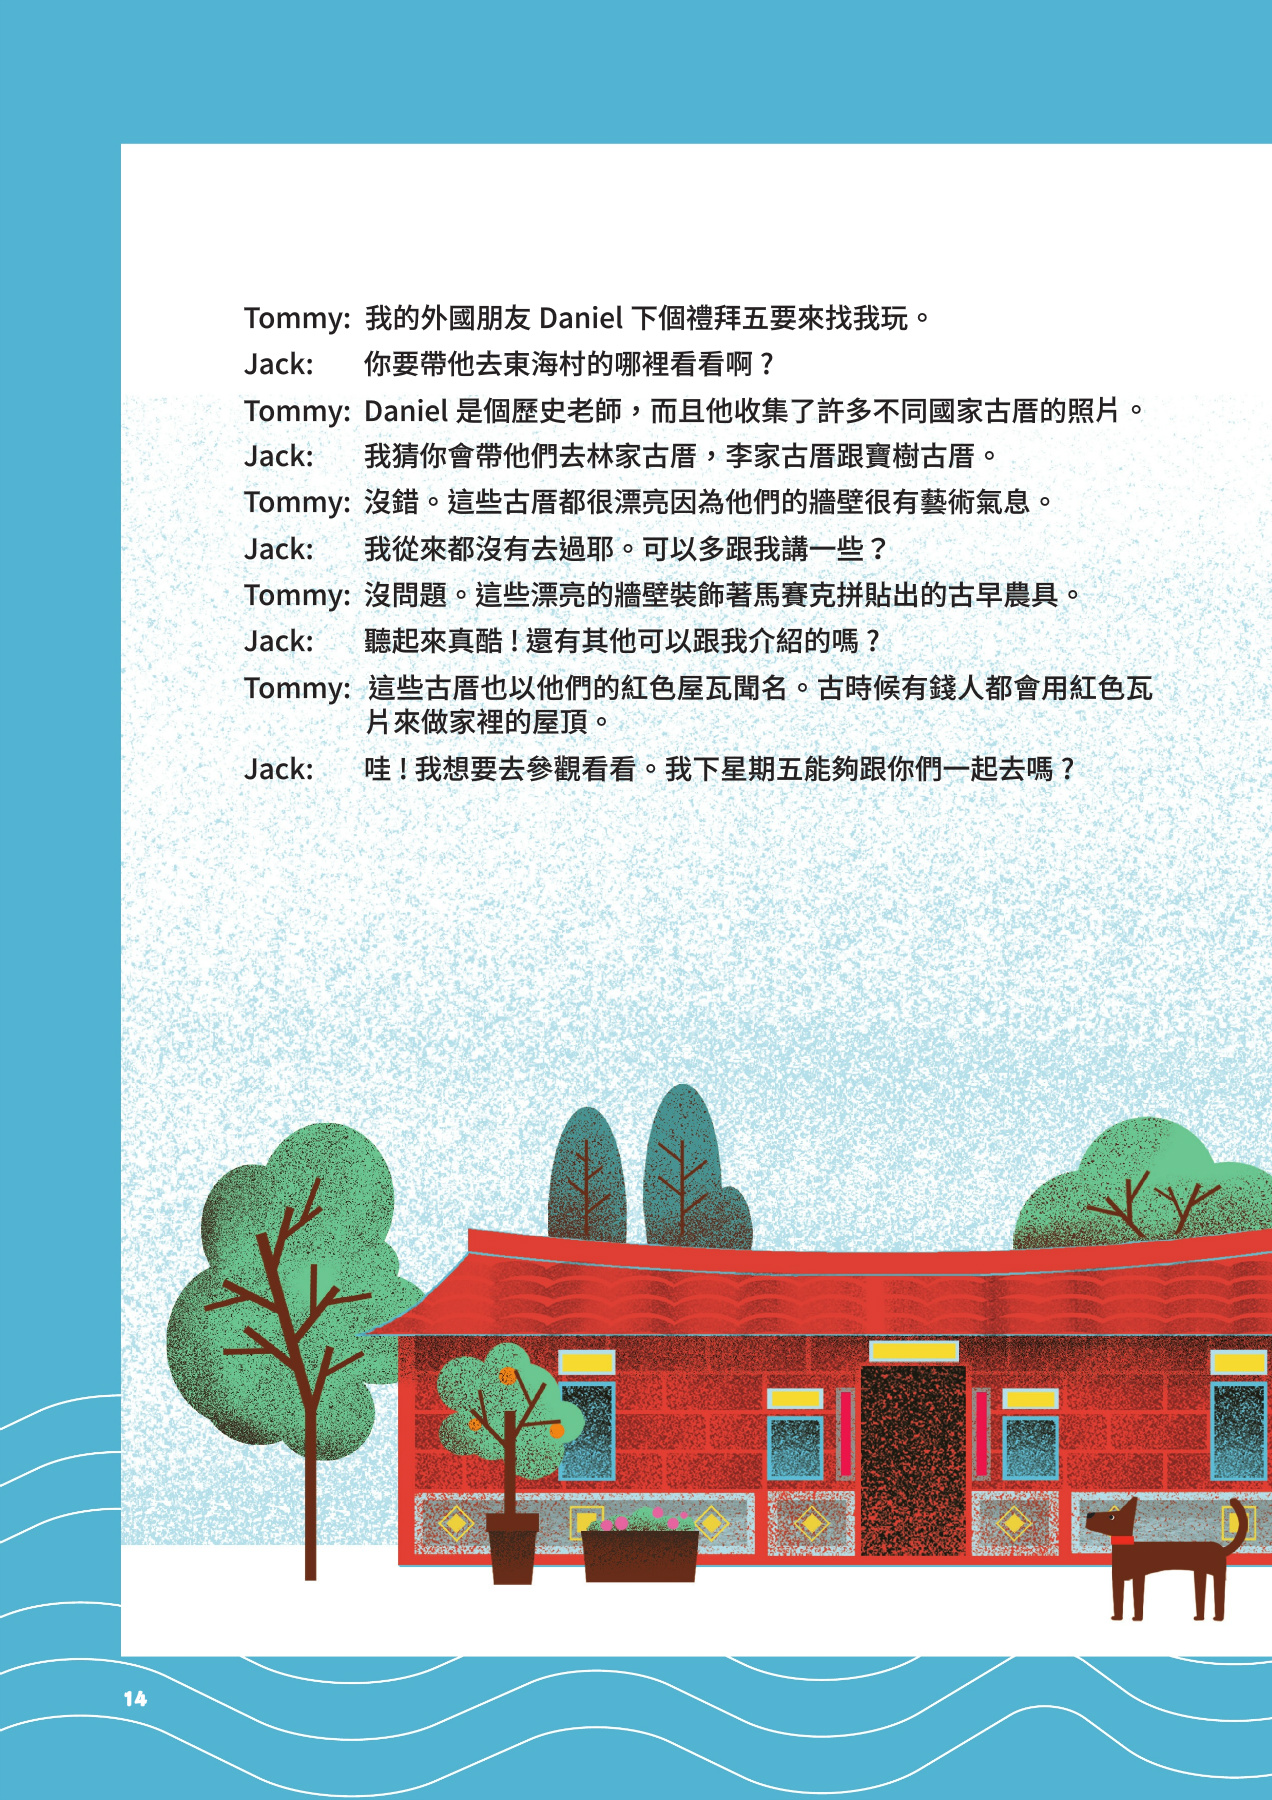 Tommy: 我的外國朋友 Daniel 下個禮拜五要來找我玩。
Jack: 你要帶他去東海村的哪裡看看啊？
Tommy: Daniel 是個歷史老師，而且他收集了許多不同國家古厝的照片。
Jack: 我猜你會帶他們去林家古厝，李家古厝跟寶樹古厝。
Tommy: 沒錯。這些古厝都很漂亮因為他們的牆壁很有藝術氣息。
Jack: 我從來都沒有去過耶。可以多跟我講一些？
Tommy: 沒問題。這些漂亮的牆壁裝飾著馬賽克拼貼出的古早農具。
Jack: 聽起來真酷！還有其他可以跟我介紹的嗎？
Tommy: 這些古厝也以他們的紅色屋瓦聞名。古時候有錢人都會用紅色瓦
片來做家裡的屋頂。
Jack: 哇！我想要去參觀看看。我下星期五能夠跟你們一起去嗎？
14